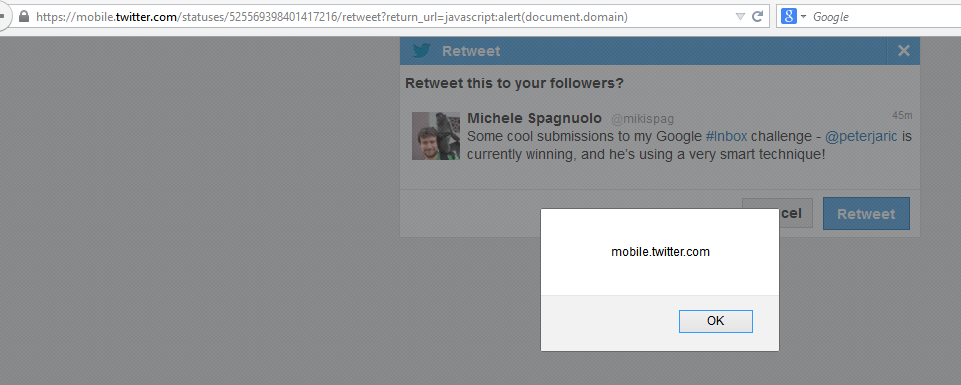 https://mobile.twitter.com/statuses/525569398401417216/retweet?return_url=javascript:alert(document.domain)
Google
Retweet
Retweet this to your followers?
Michele Spagnuolo @mikispag 45m
Some cool submissions to my Google #Inbox challenge - @peterjaric is
currently winning, and he's using a very smart technique!
cel Retweet
mobile.twitter.com
OK